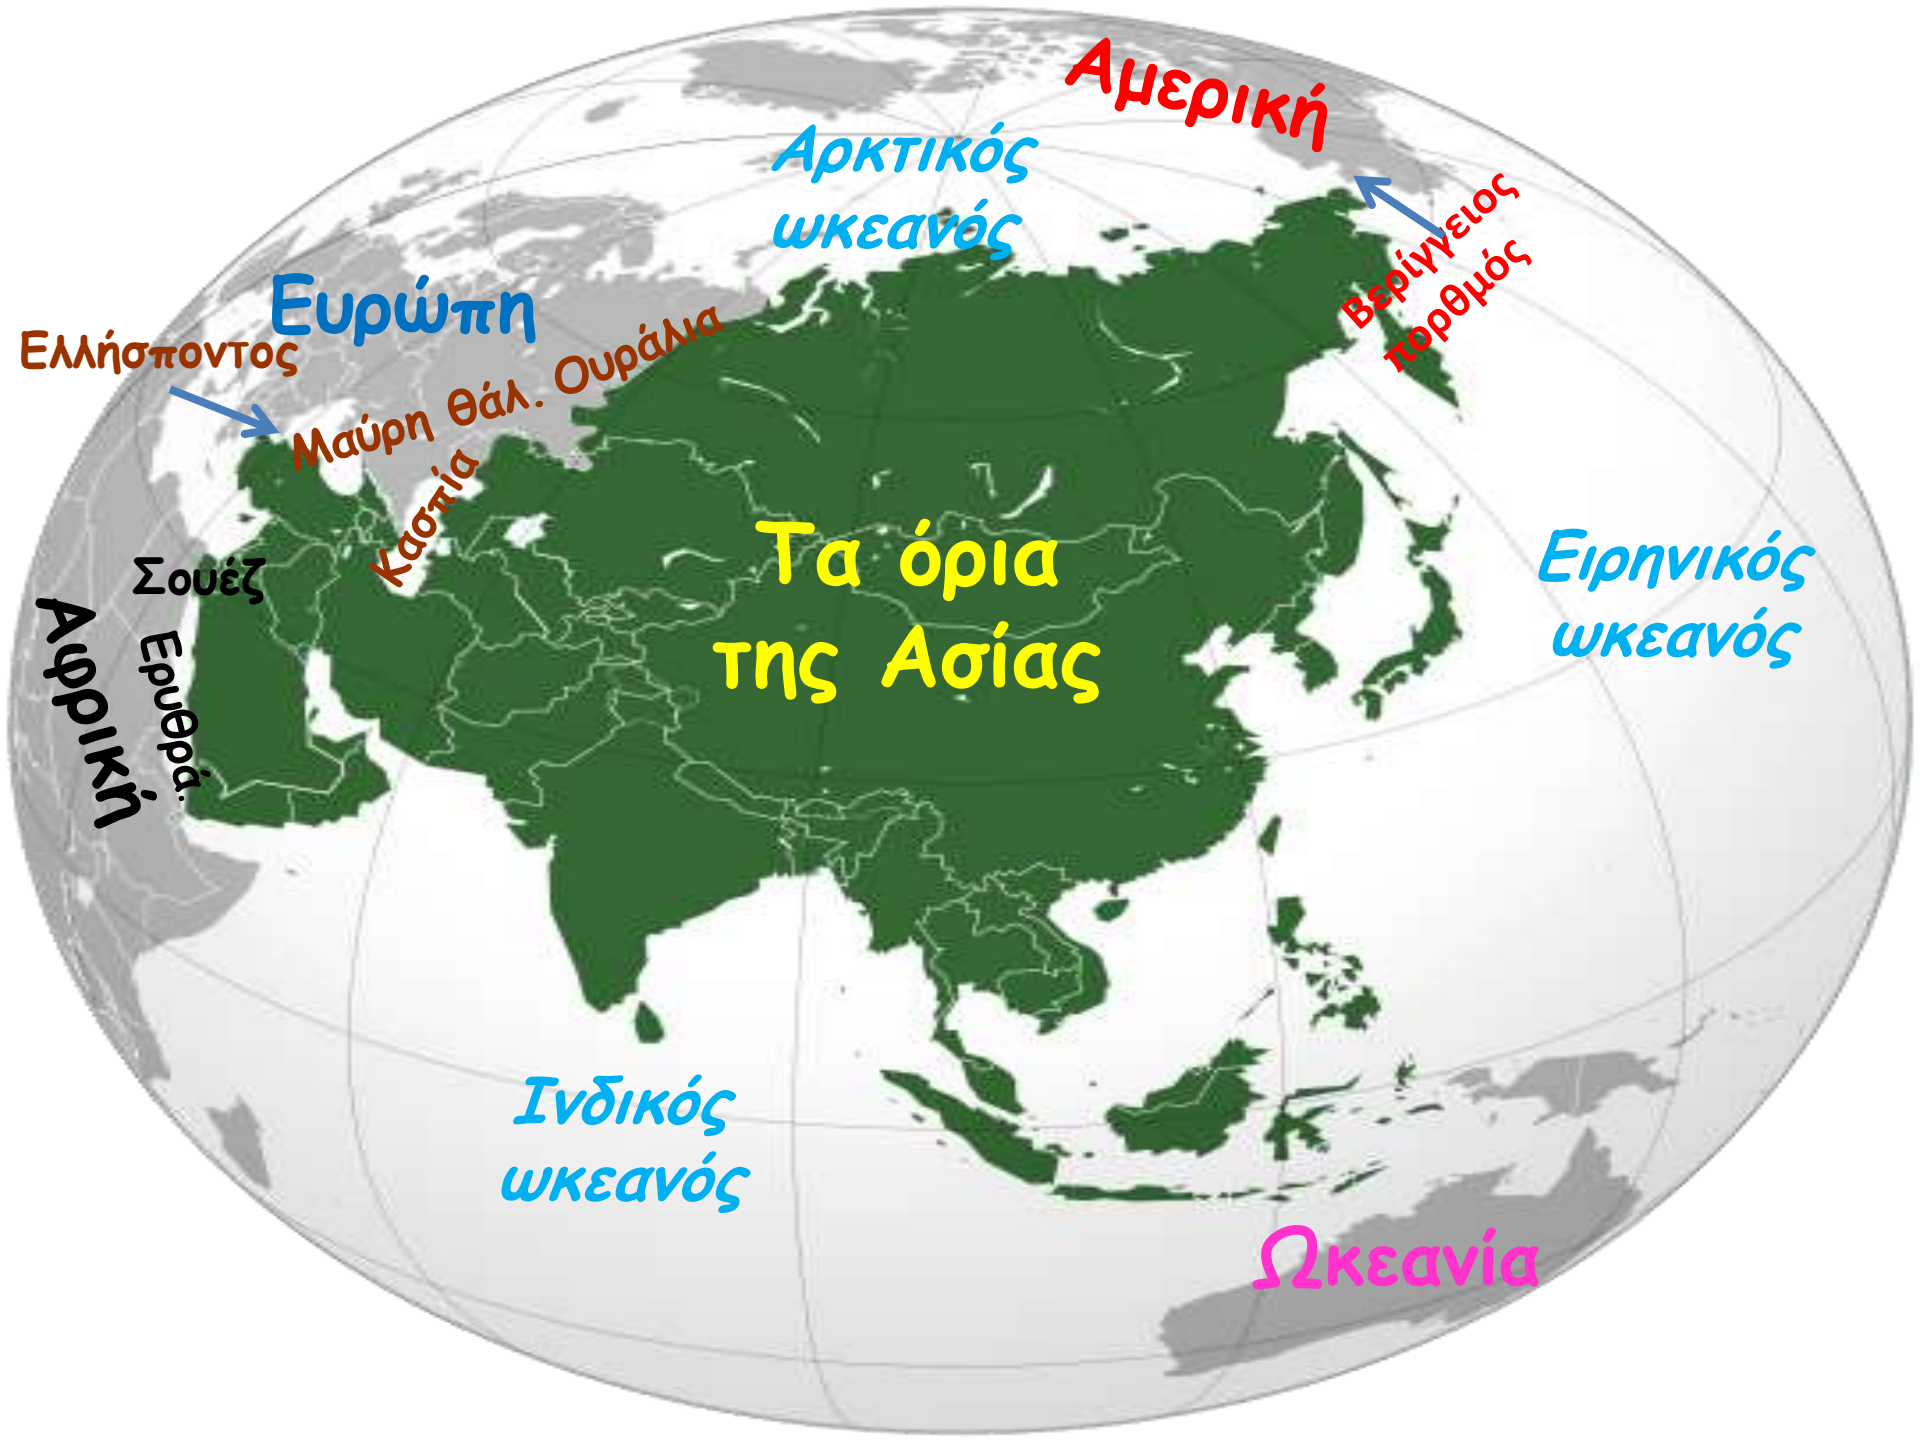 Αμερική
Αρκτικός
ωκεανός
Βερίγγειος
πορθμός
Ευρώπη
Ελλήσποντος
Μαύρη θάλ. Ουράλια
Κασπία
Τα όρια
της Ασίας
Ειρηνικός
ωκεανός
Σουέζ
Αφρική
Ερυθρά.
Ινδικός
ωκεανός
Ωκεανία